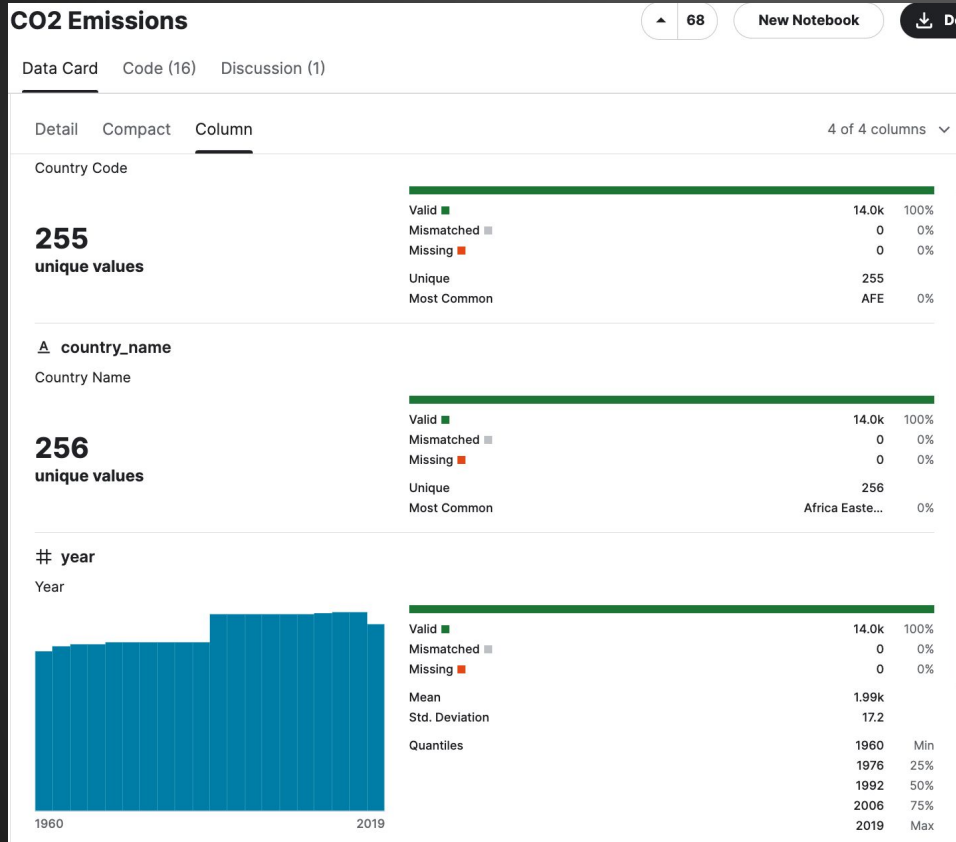 CO2 Emissions
68
New Notebook
Data Card
Code (16)
Discussion (1)
Detail
Compact
Column
4 of 4 columns
Country Code
255
unique values
Valid 14.0k 100%
Mismatched 0 0%
Missing 0 0%
Unique 255
Most Common AFE 0%
A country_name
Country Name
256
unique values
Valid 14.0k 100%
Mismatched 0 0%
Missing 0 0%
Unique 256
Most Common Africa Easte... 0%
# year
Year
1960 2019
Valid 14.0k 100%
Mismatched 0 0%
Missing 0 0%
Mean 1.99k
Std. Deviation 17.2
Quantiles 1960 Min
1976 25%
1992 50%
2006 75%
2019 Max